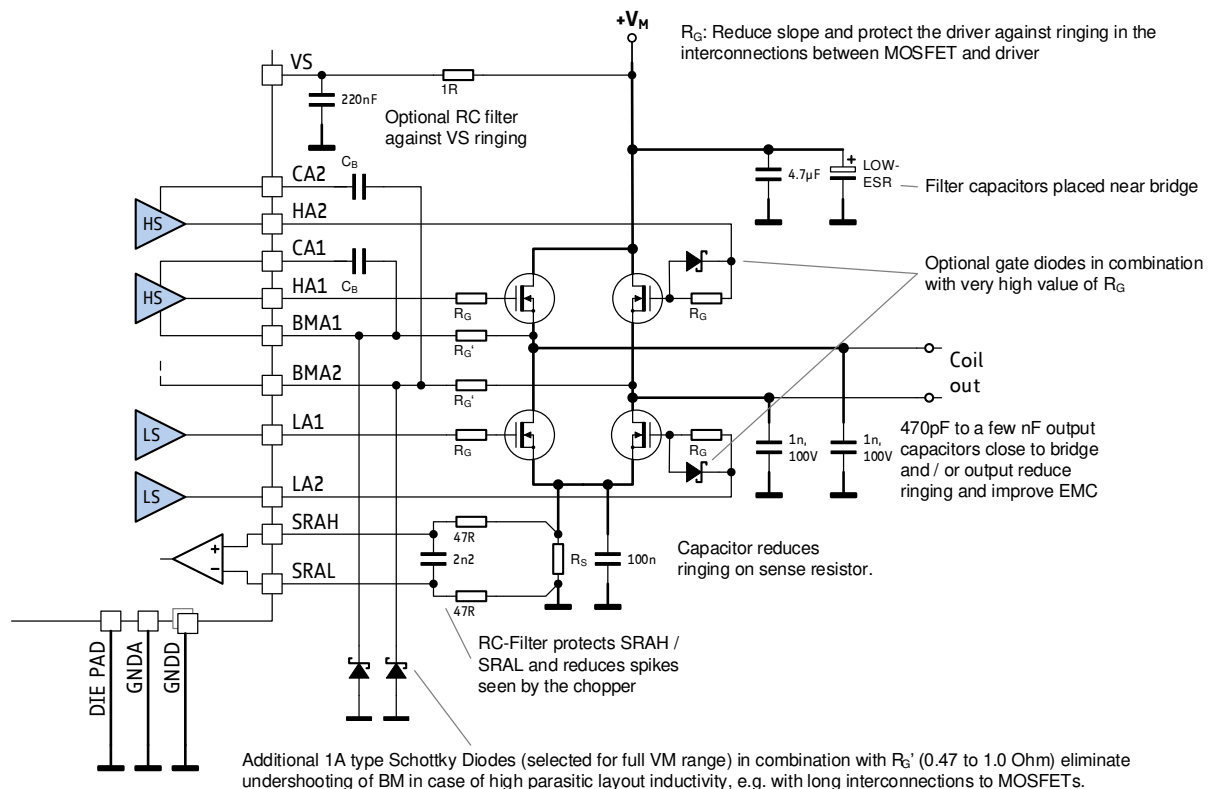 +VM
RG: Reduce slope and protect the driver against ringing in the
interconnections between MOSFET and driver
VS
1R
220nF
Optional RC filter
against VS ringing
4.7µF
+
LOW-
ESR
Filter capacitors placed near bridge
CA2
CB
HS
HA2
CA1
CB
HS
HA1
RG
RG
Optional gate diodes in combination
with very high value of RG
BMA1
RG'
Coil
out
BMA2
RG'
LS
LA1
RG
RG
1n,
100V
1n,
100V
470pF to a few nF output
capacitors close to bridge
and / or output reduce
ringing and improve EMC
LS
LA2
SRAH
47R
+
−
2n2
RS
100n
Capacitor reduces
ringing on sense resistor.
SRAL
47R
RC-Filter protects SRAH /
SRAL and reduces spikes
seen by the chopper
DIE PAD
GNDA
GNDD
Additional 1A type Schottky Diodes (selected for full VM range) in combination with RG' (0.47 to 1.0 Ohm) eliminate
undershooting of BM in case of high parasitic layout inductivity, e.g. with long interconnections to MOSFETs.